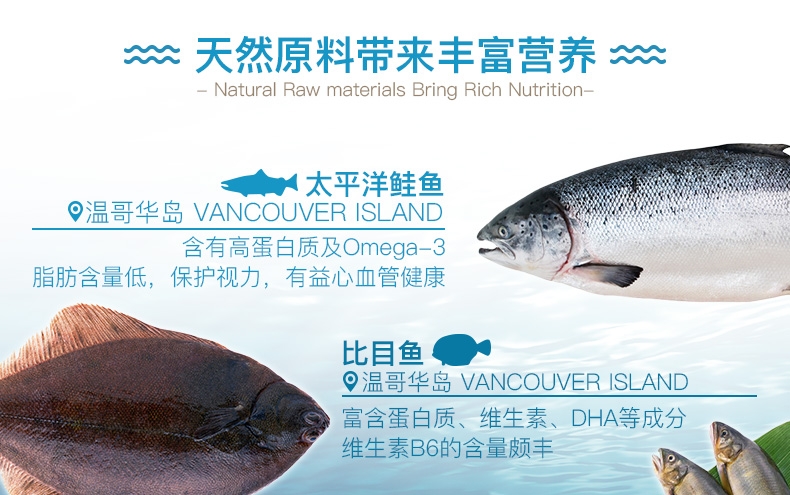 天然原料带来丰富营养
- Natural Raw materials Bring Rich Nutrition-
太平洋鲑鱼
温哥华岛 VANCOUVER ISLAND
含有高蛋白质及Omega-3
脂肪含量低，保护视力，有益心血管健康
比目鱼
温哥华岛 VANCOUVER ISLAND
富含蛋白质、维生素、DHA等成分
维生素B6的含量颇丰